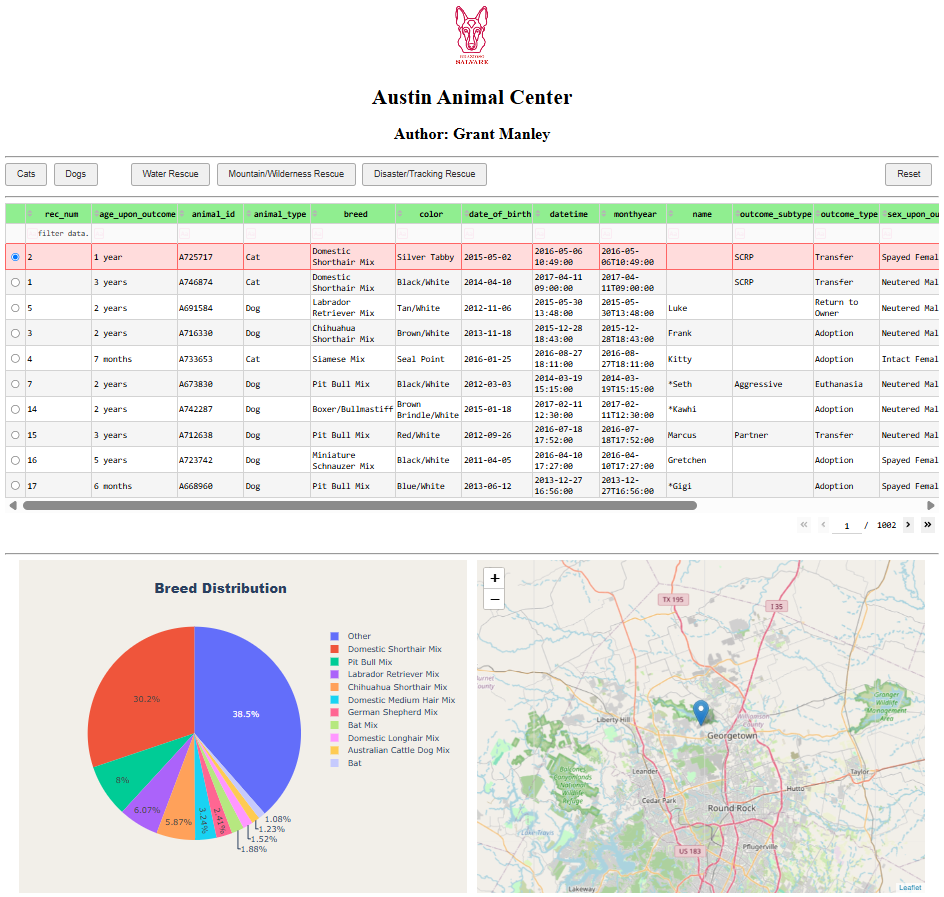 GRAZIOSO
SALVARE
Austin Animal Center
Author: Grant Manley
Cats Dogs Water Rescue Mountain/Wilderness Rescue Disaster/Tracking Rescue Reset
rec_num age_upon_outcome animal_id animal_type breed color date_of_birth datetime monthyear name outcome_subtype outcome_type sex_upon_ou
filter data.
2 1 year A725717 Cat Domestic Shorthair Mix Silver Tabby 2015-05-02 2016-05-06 10:49:00 2016-05-06T10:49:00 SCRP Transfer Spayed Femal
1 3 years A746874 Cat Domestic Shorthair Mix Black/White 2014-04-10 2017-04-11 09:00:00 2017-04-11T09:00:00 SCRP Transfer Neutered Mal
5 2 years A691584 Dog Labrador Retriever Mix Tan/White 2012-11-06 2015-05-30 13:48:00 2015-05-30T13:48:00 Luke Return to Owner Neutered Mal
3 2 years A716330 Dog Chihuahua Shorthair Mix Brown/White 2013-11-18 2015-12-28 18:43:00 2015-12-28T18:43:00 Frank Adoption Neutered Mal
4 7 months A733653 Cat Siamese Mix Seal Point 2016-01-25 2016-08-27 18:11:00 2016-08-27T18:11:00 Kitty Adoption Intact Femal
7 2 years A673830 Dog Pit Bull Mix Black/White 2012-03-03 2014-03-19 15:15:00 2014-03-19T15:15:00 *Seth Aggressive Euthanasia Neutered Mal
14 2 years A742287 Dog Boxer/Bullmastiff Brown Brindle/White 2015-01-18 2017-02-11 12:30:00 2017-02-11T12:30:00 *Kawhi Adoption Neutered Mal
15 3 years A712638 Dog Pit Bull Mix Red/White 2012-09-26 2016-07-18 17:52:00 2016-07-18T17:52:00 Marcus Partner Transfer Neutered Mal
16 5 years A723742 Dog Miniature Schnauzer Mix Black/White 2011-04-05 2016-04-10 17:27:00 2016-04-10T17:27:00 Gretchen Adoption Spayed Femal
17 6 months A668960 Dog Pit Bull Mix Blue/White 2013-06-12 2013-12-27 16:56:00 2013-12-27T16:56:00 *Gigi Adoption Spayed Femal
« ‹ 1 / 1002 › »
Breed Distribution
38.5%
30.2%
8%
6.07%
5.87%
3.24%
2.41%
1.88%
1.52%
1.23%
1.08%
Other
Domestic Shorthair Mix
Pit Bull Mix
Labrador Retriever Mix
Chihuahua Shorthair Mix
Domestic Medium Hair Mix
German Shepherd Mix
Bat Mix
Domestic Longhair Mix
Australian Cattle Dog Mix
Bat
+
−
TX 195
I 35
Burnet
County
Granger
Wildlife
Management
Area
Liberty Hill
Williamson
County
Georgetown
Leander
Taylor
Balcones
Canyonlands
National
Wildlife
Refuge
Hutto
Cedar Park
Round Rock
Lake Travis
Pflugerville
US 183
Lakeway
Leaflet